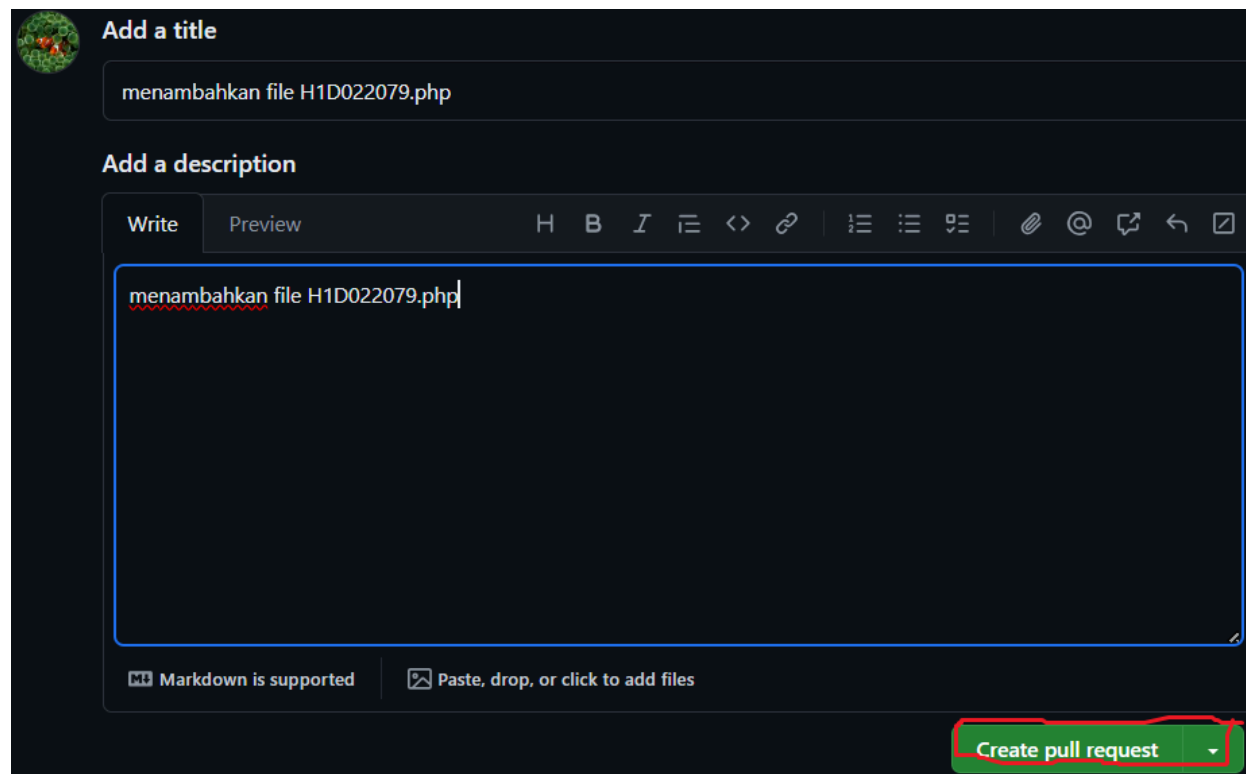 Add a title
menambahkan file H1D022079.php
Add a description
Write Preview
menambahkan file H1D022079.php
Markdown is supported Paste, drop, or click to add files
Create pull request